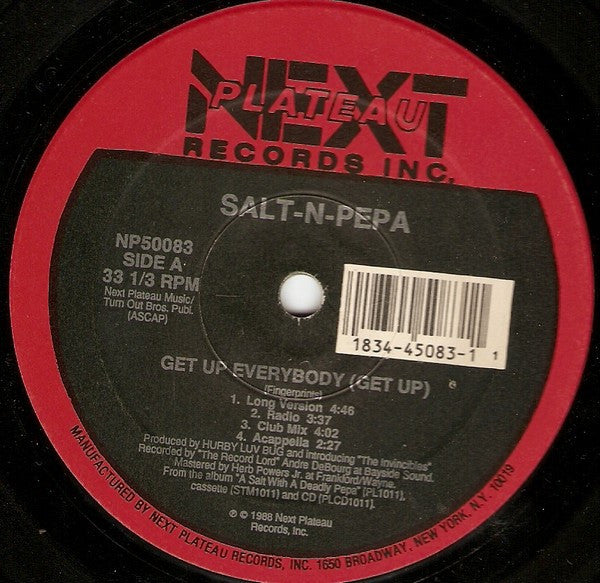 NEXT
PLATEAU
RECORDS INC.
SALT-N-PEPA
NP50083
SIDE A
33 1/3 RPM
Next Plateau Music/
Turn Out Bros. Publ.
(ASCAP)
1834-45083-1 1
GET UP EVERYBODY (GET UP)
(Fingerprints)
1. Long Version 4:46
2. Radio 3:37
3. Club Mix 4:02
4. Acappella 2:27
Produced by HURBY LUV BUG and introducing "The Invincibles"
Recorded by "The Record Lord" Andre DeBourg at Bayside Sound.
Mastered by Herb Powers Jr. at Frankford/Wayne.
From the album "A Salt With A Deadly Pepa" [PL1011],
cassette (STM1011] and CD [PLCD1011].
℗ © 1988 Next Plateau
Records, Inc.
MANUFACTURED BY NEXT PLATEAU RECORDS, INC. 1650 BROADWAY, NEW YORK, N.Y. 10019